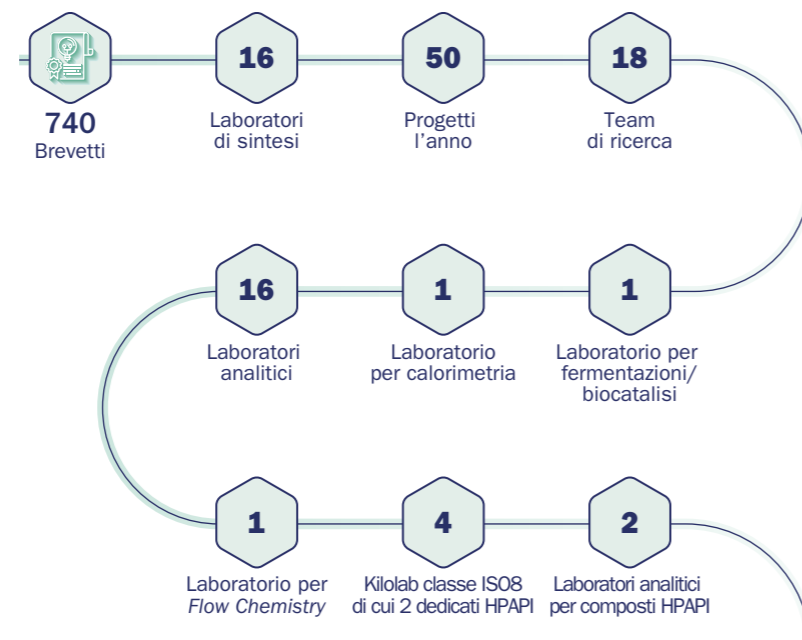 16
50
18
740
Brevetti
Laboratori
di sintesi
Progetti
l'anno
Team
di ricerca
16
1
1
Laboratori
analitici
Laboratorio
per calorimetria
Laboratorio per
fermentazioni/
biocatalisi
1
4
2
Laboratorio per
Flow Chemistry
Kilolab classe ISO8
di cui 2 dedicati HPAPI
Laboratori analitici
per composti HPAPI